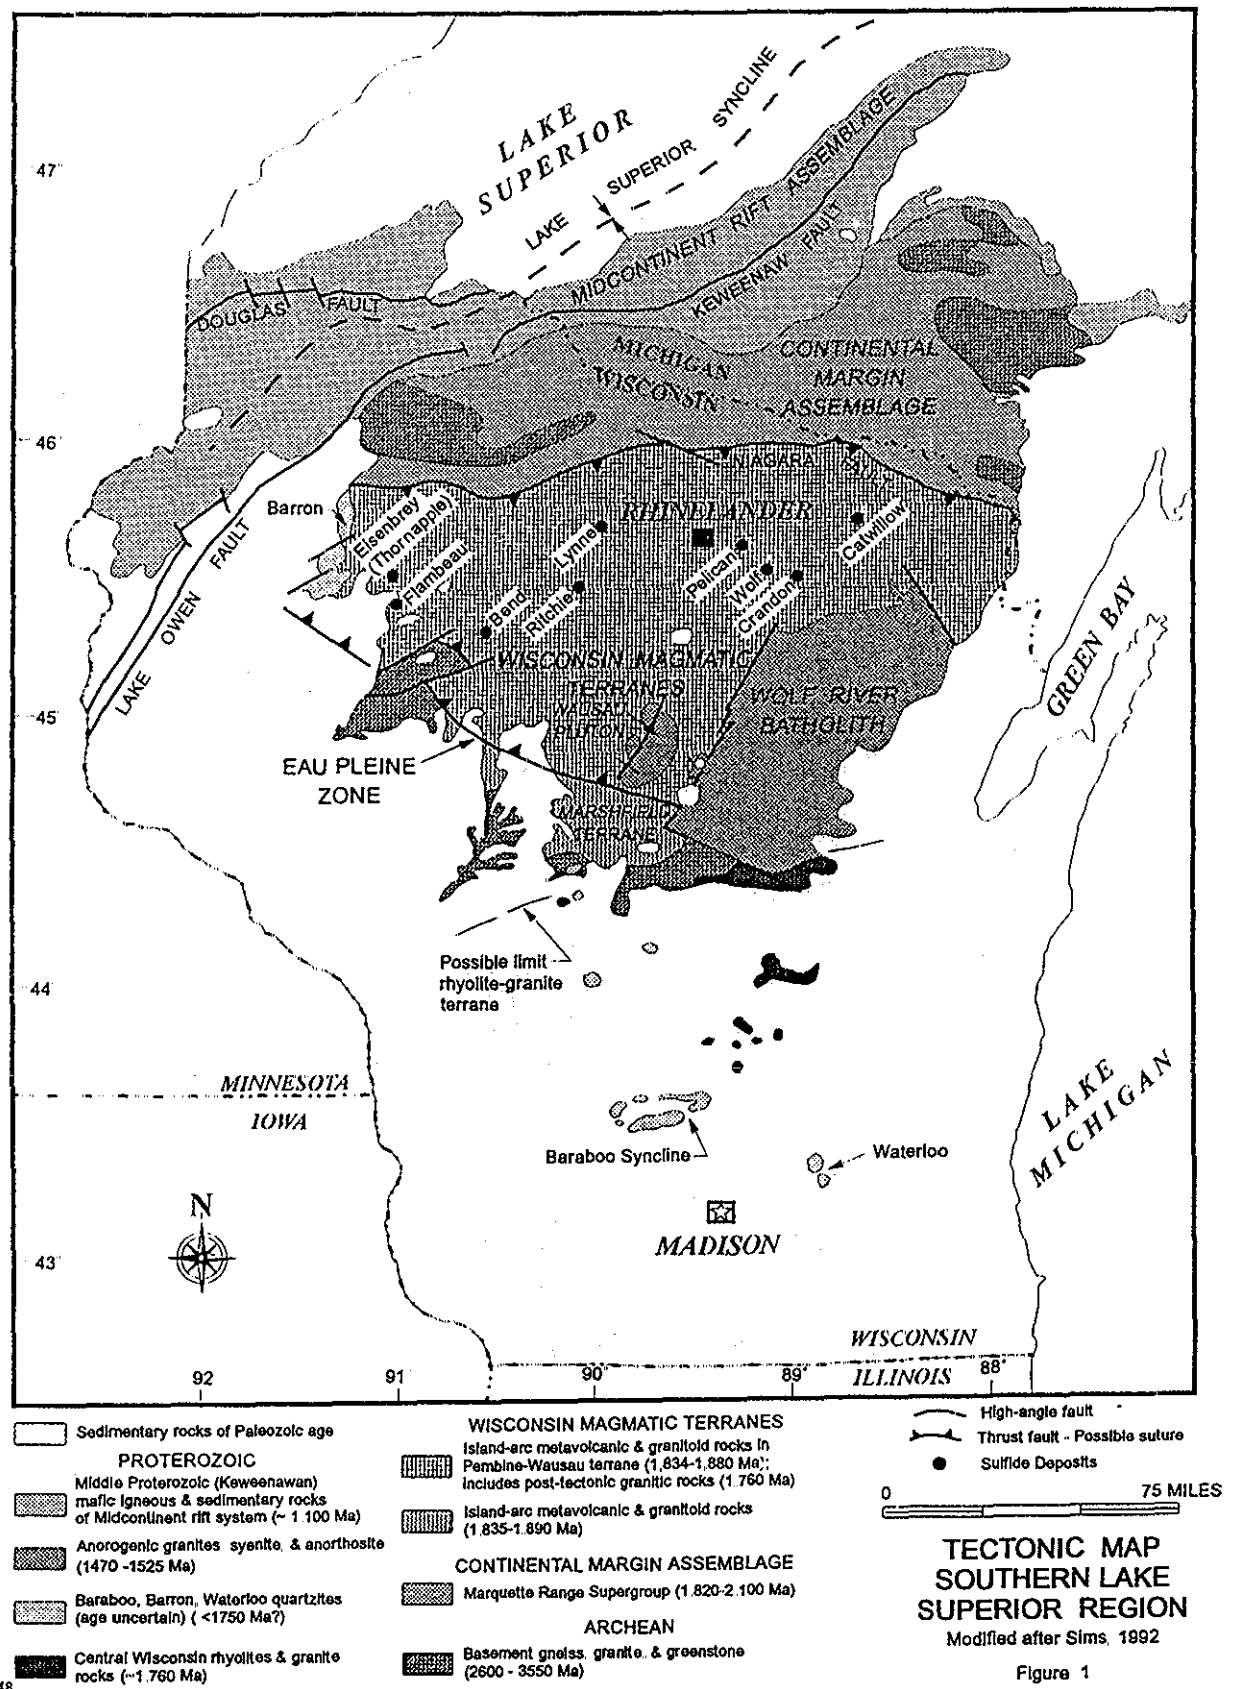 LAKE
SUPERIOR
LAKE SUPERIOR SYNCLINE
47°
MIDCONTINENT RIFT ASSEMBLAGE
KEWEENAW FAULT
DOUGLAS FAULT
MICHIGAN
WISCONSIN
CONTINENTAL
MARGIN
ASSEMBLAGE
46°
NIAGARA FAULT
Barron
Eisenbrey
(Thornapple)
Flambeau
Bend
Lynne
Ritchie
RHINELANDER
Pelican
Wolf
Crandon
Catwillow
LAKE OWEN FAULT
GREEN BAY
WISCONSIN MAGMATIC
TERRANES
WAUSAU
PLUTON
WOLF RIVER
BATHOLITH
45°
EAU PLEINE
ZONE
MARSHFIELD
TERRANE
Possible limit
rhyolite-granite
terrane
44°
MINNESOTA
IOWA
LAKE
MICHIGAN
Baraboo Syncline
Waterloo
N
MADISON
43°
WISCONSIN
ILLINOIS
92 91 90° 89° 88°
Sedimentary rocks of Paleozoic age
PROTEROZOIC
Middle Proterozoic (Keweenawan)
mafic igneous & sedimentary rocks
of Midcontinent rift system (~ 1.100 Ma)
Anorogenic granites syenite, & anorthosite
(1470 -1525 Ma)
Baraboo, Barron, Waterloo quartzites
(age uncertain) ( <1750 Ma?)
Central Wisconsin rhyolites & granite
rocks (~1.760 Ma)
WISCONSIN MAGMATIC TERRANES
Island-arc metavolcanic & granitoid rocks in
Pembine-Wausau terrane (1,834-1,880 Ma);
includes post-tectonic granitic rocks (1 760 Ma)
Island-arc metavolcanic & granitoid rocks
(1,835-1.890 Ma)
CONTINENTAL MARGIN ASSEMBLAGE
Marquette Range Supergroup (1.820-2.100 Ma)
ARCHEAN
Basement gneiss, granite, & greenstone
(2600 - 3550 Ma)
High-angle fault
Thrust fault - Possible suture
Sulfide Deposits
0 75 MILES
TECTONIC MAP
SOUTHERN LAKE
SUPERIOR REGION
Modified after Sims, 1992
Figure 1